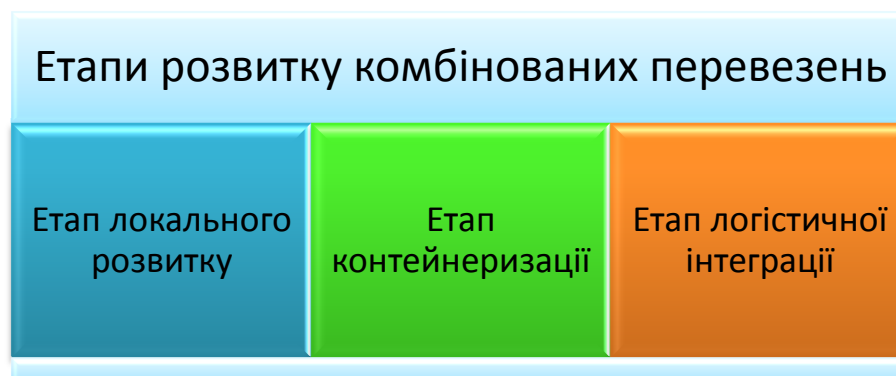 Етапи розвитку комбінованих перевезень
Етап локального
розвитку
Етап
контейнеризації
Етап логістичної
інтеграції